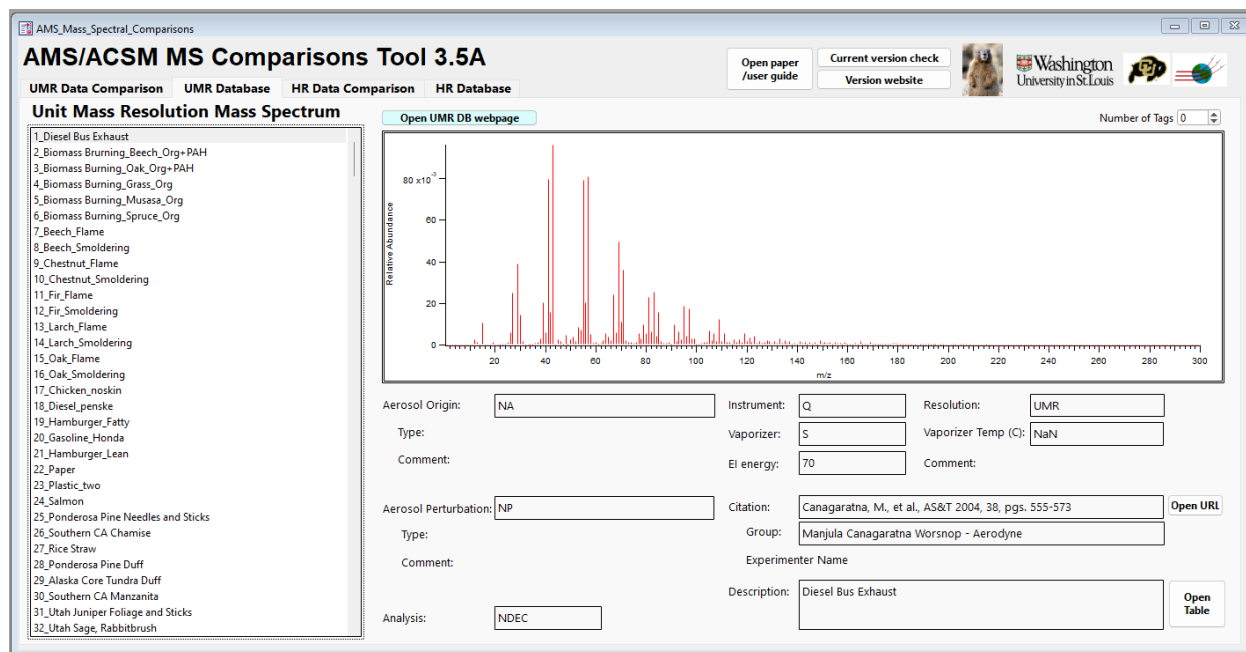 AMS_Mass_Spectral_Comparisons
AMS/ACSM MS Comparisons Tool 3.5A
Open paper
/user guide
Current version check
Version website
Washington
University in St. Louis
CU
UMR Data Comparison
UMR Database
HR Data Comparison
HR Database
Unit Mass Resolution Mass Spectrum
1_Diesel Bus Exhaust
2_Biomass Brurning_Beech_Org+PAH
3_Biomass Burning_Oak_Org+PAH
4_Biomass Burning_Grass_Org
5_Biomass Burning_Musasa_Org
6_Biomass Burning_Spruce_Org
7_Beech_Flame
8_Beech_Smoldering
9_Chestnut_Flame
10_Chestnut_Smoldering
11_Fir_Flame
12_Fir_Smoldering
13_Larch_Flame
14_Larch_Smoldering
15_Oak_Flame
16_Oak_Smoldering
17_Chicken_noskin
18_Diesel_penske
19_Hamburger_Fatty
20_Gasoline_Honda
21_Hamburger_Lean
22_Paper
23_Plastic_two
24_Salmon
25_Ponderosa Pine Needles and Sticks
26_Southern CA Chamise
27_Rice Straw
28_Ponderosa Pine Duff
29_Alaska Core Tundra Duff
30_Southern CA Manzanita
31_Utah Juniper Foliage and Sticks
32_Utah Sage, Rabbitbrush
Open UMR DB webpage
Number of Tags 0
Relative Abundance
80 x10-3
60
40
20
0
20 40 60 80 100 120 140 160 180 200 220 240 260 280 300
m/z
Aerosol Origin: NA
Type:
Comment:
Aerosol Perturbation: NP
Type:
Comment:
Analysis: NDEC
Instrument: Q
Resolution: UMR
Vaporizer: S
Vaporizer Temp (C): NaN
EI energy: 70
Comment:
Citation: Canagaratna, M., et al., AS&T 2004, 38, pgs. 555-573
Open URL
Group: Manjula Canagaratna Worsnop - Aerodyne
Experimenter Name
Description: Diesel Bus Exhaust
Open
Table